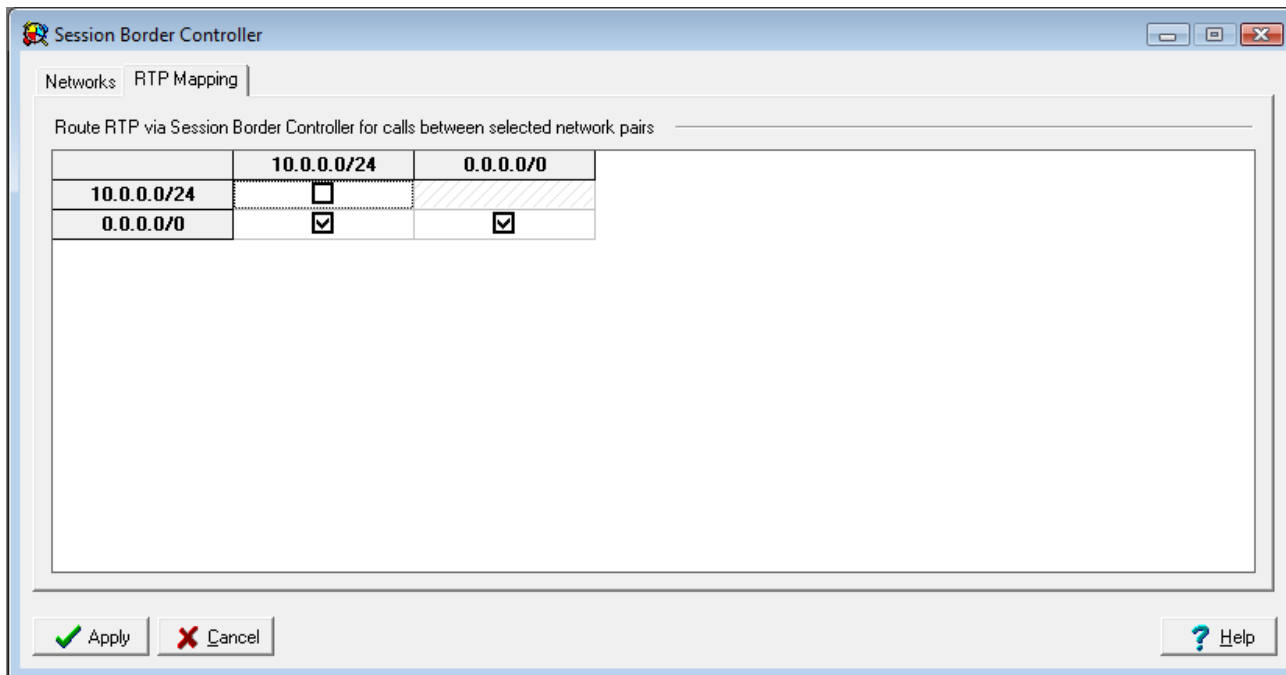 Session Border Controller
Networks RTP Mapping
Route RTP via Session Border Controller for calls between selected network pairs
10.0.0.0/24 0.0.0.0/0
10.0.0.0/24
0.0.0.0/0
Apply Cancel Help